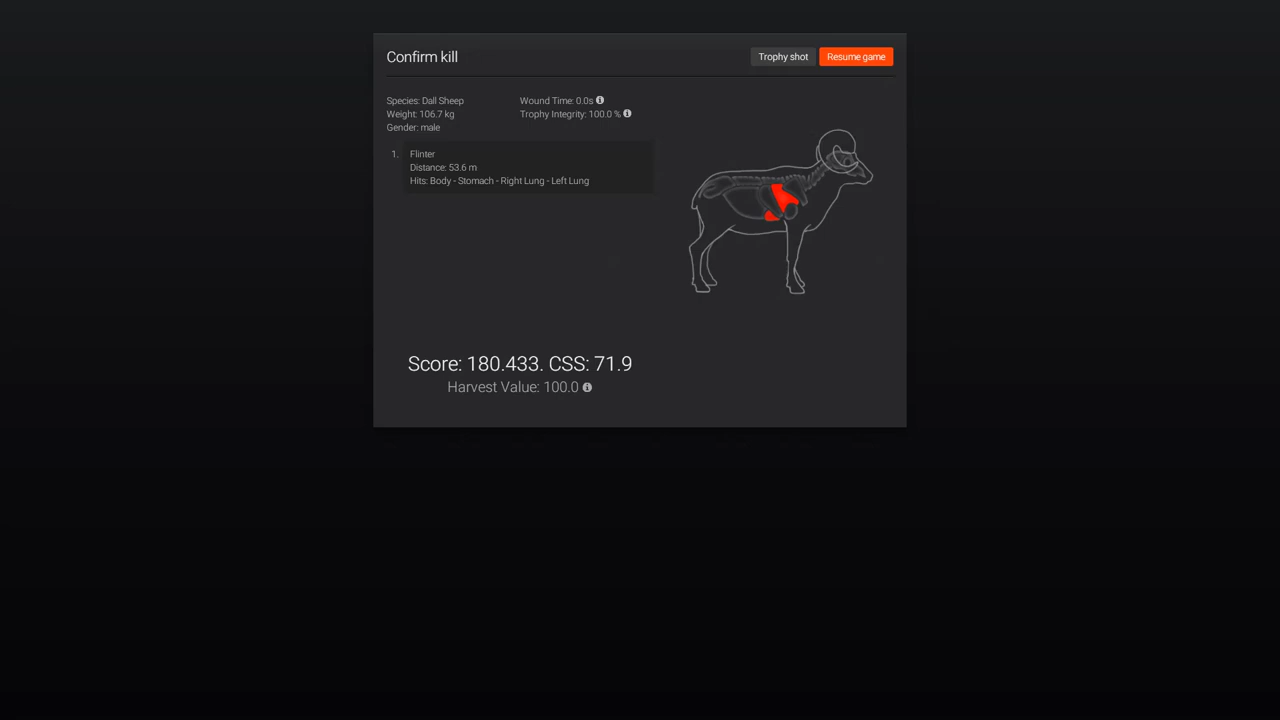 Confirm kill
Trophy shot
Resume game
Species: Dall Sheep
Weight: 106.7 kg
Gender: male
Wound Time: 0.0s
Trophy Integrity: 100.0 %
1. Flinter
Distance: 53.6 m
Hits: Body - Stomach - Right Lung - Left Lung
Score: 180.433. CSS: 71.9
Harvest Value: 100.0